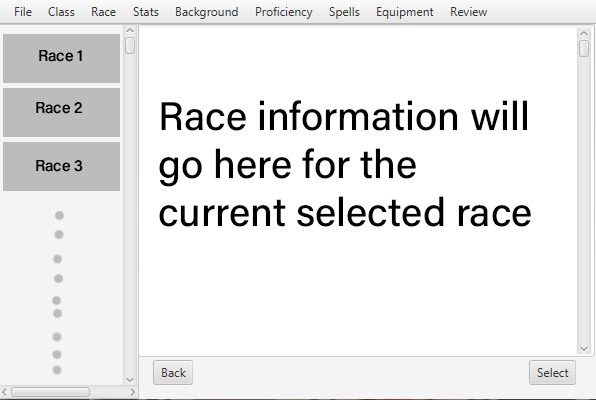 File Class Race Stats Background Proficiency Spells Equipment Review
Race 1
Race 2
Race 3
Race information will
go here for the
current selected race
Back Select